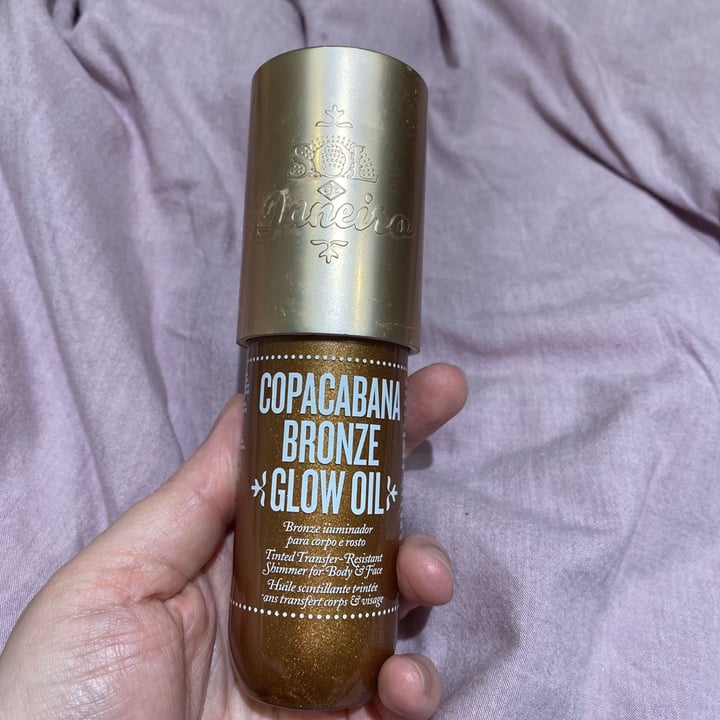 SOL
DE
Janeiro
COPACABANA
BRONZE
GLOW OIL
Bronze iluminador
para corpo e rosto
Tinted Transfer-Resistant
Shimmer for Body & Face
Huile scintillante teintée
sans transfert corps & visage